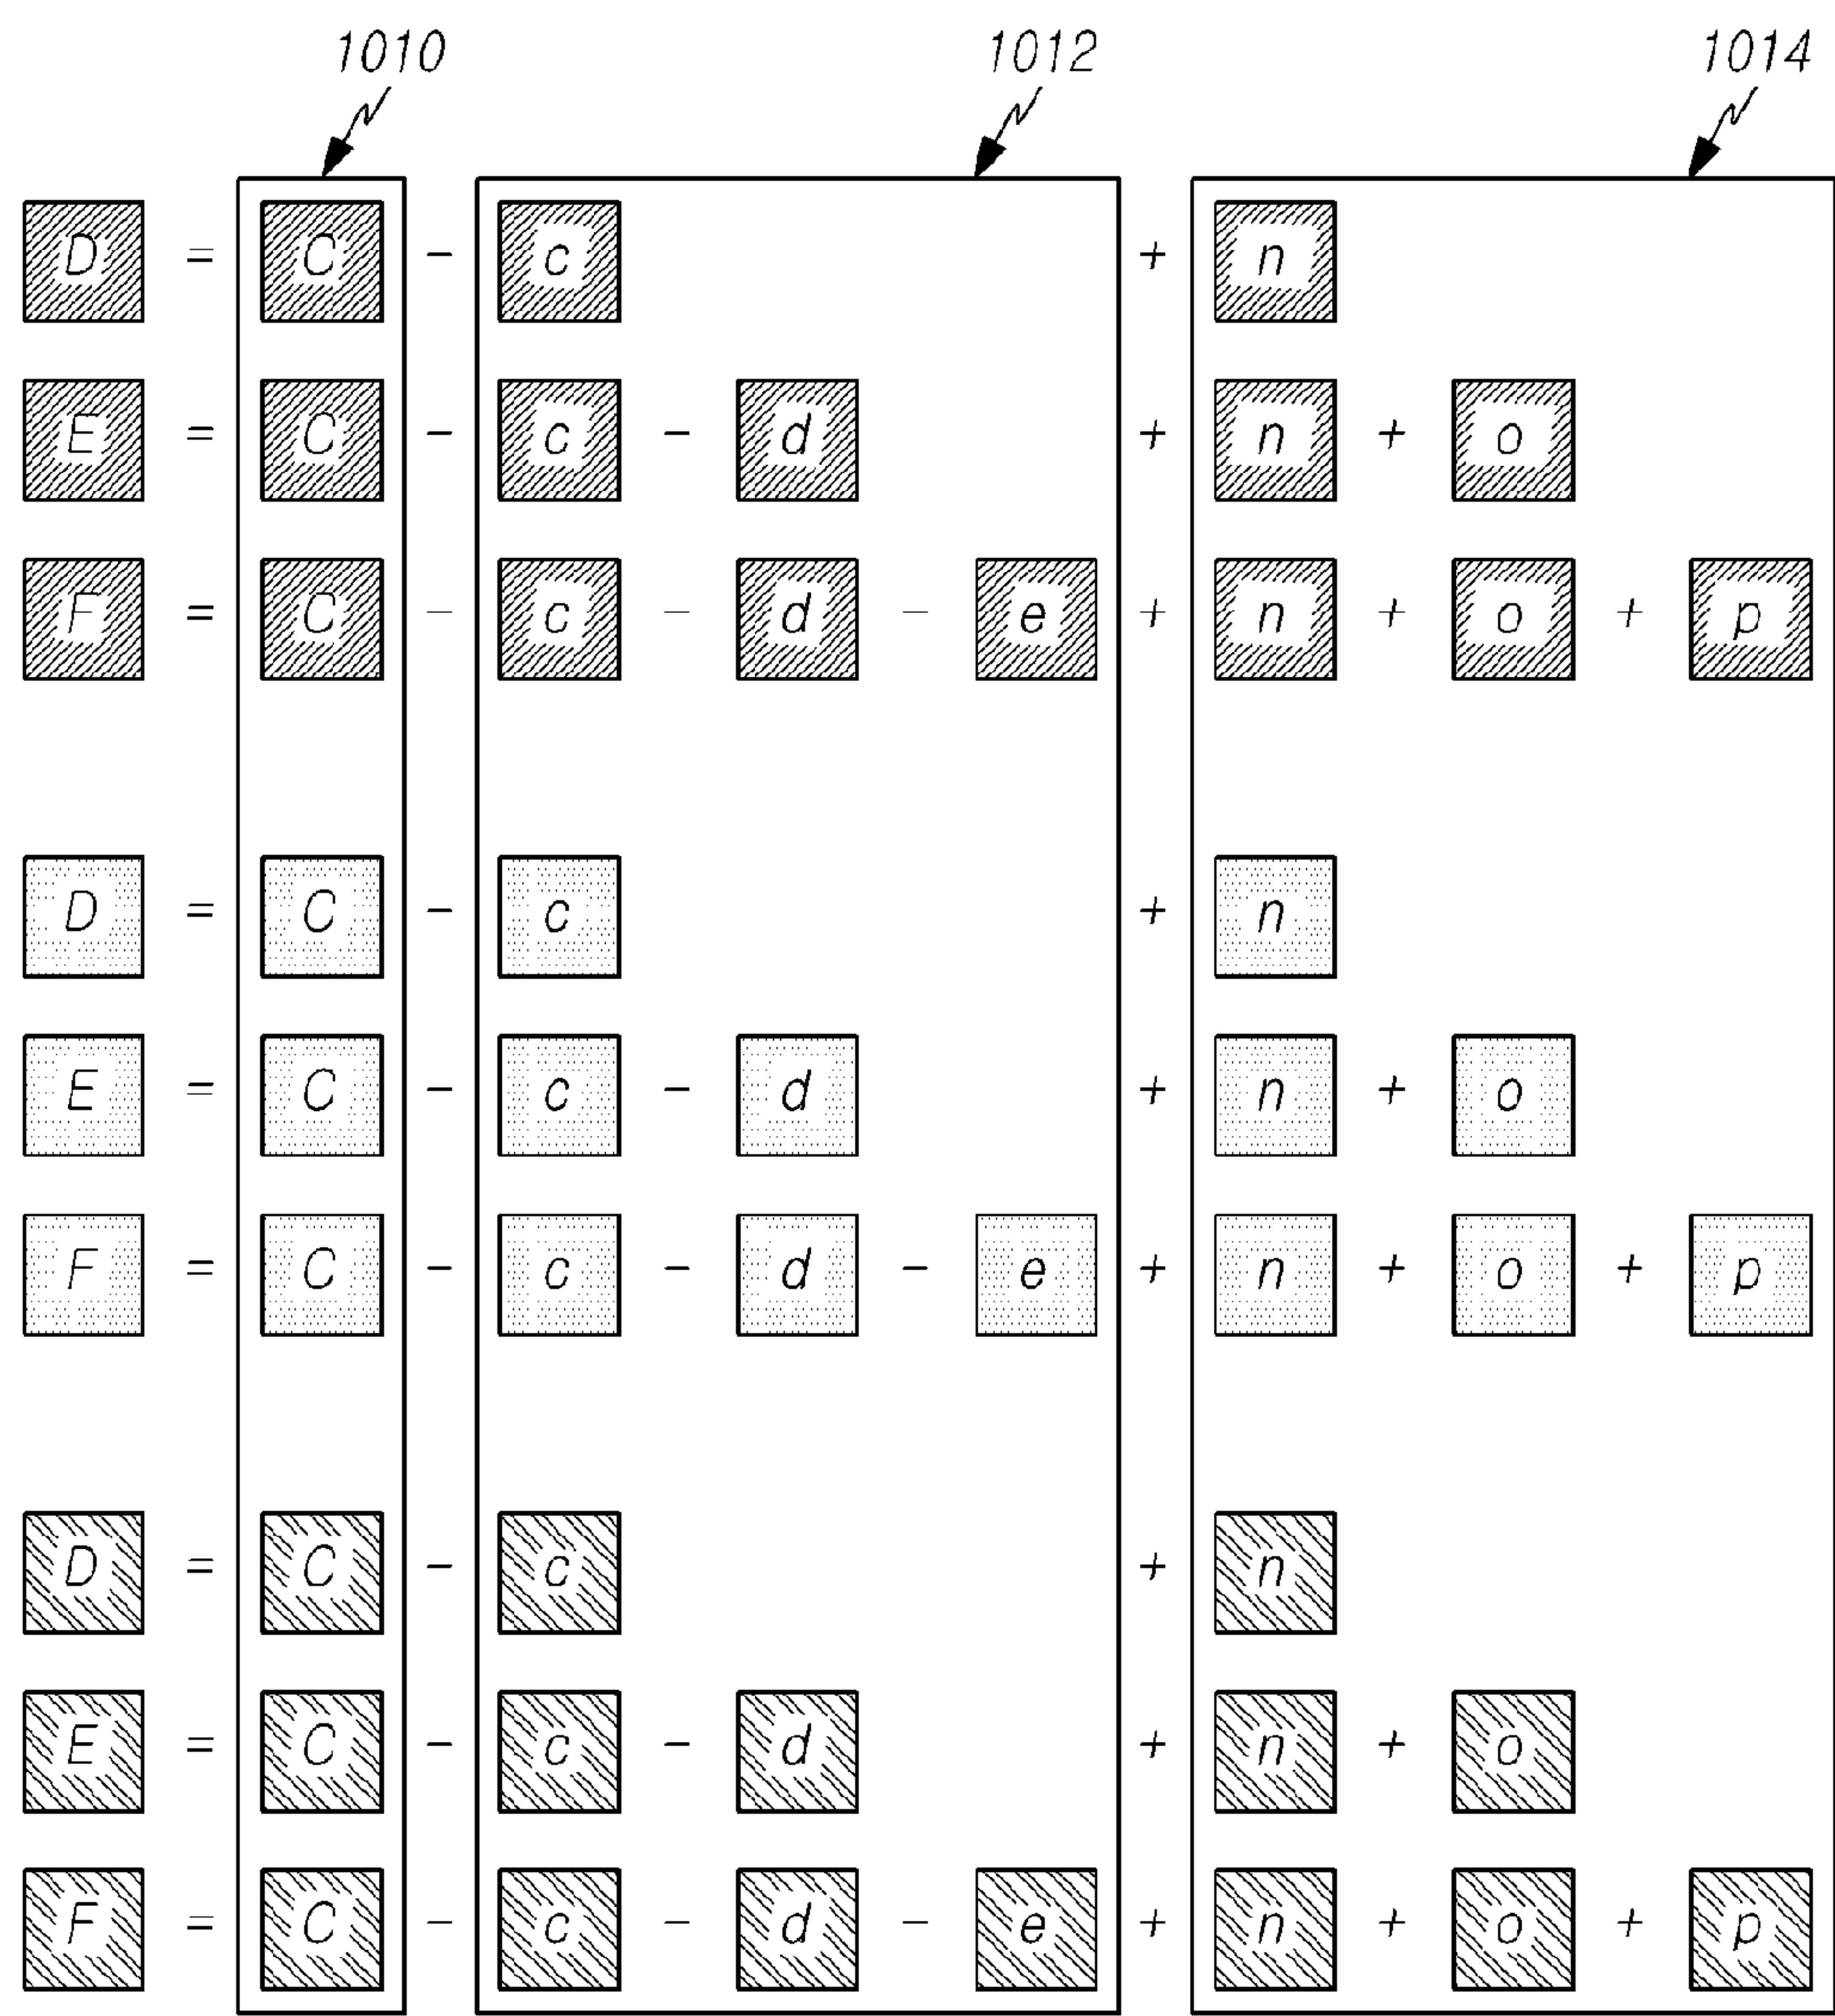 1010 1012 1014
D = C - c + n
E = C - c - d + n + o
F = C - c - d - e + n + o + p
D = C - c + n
E = C - c - d + n + o
F = C - c - d - e + n + o + p
D = C - c + n
E = C - c - d + n + o
F = C - c - d - e + n + o + p